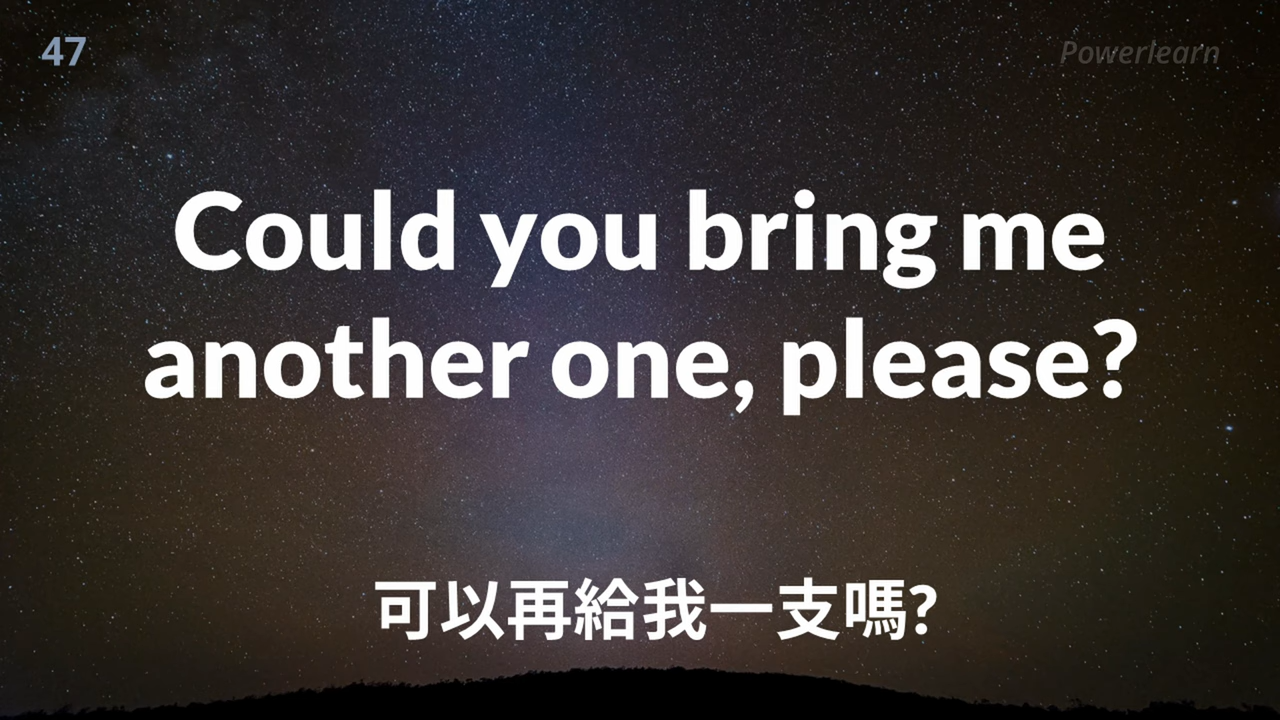 47
Powerlearn
Could you bring me
another one, please?
可以再給我一支嗎?